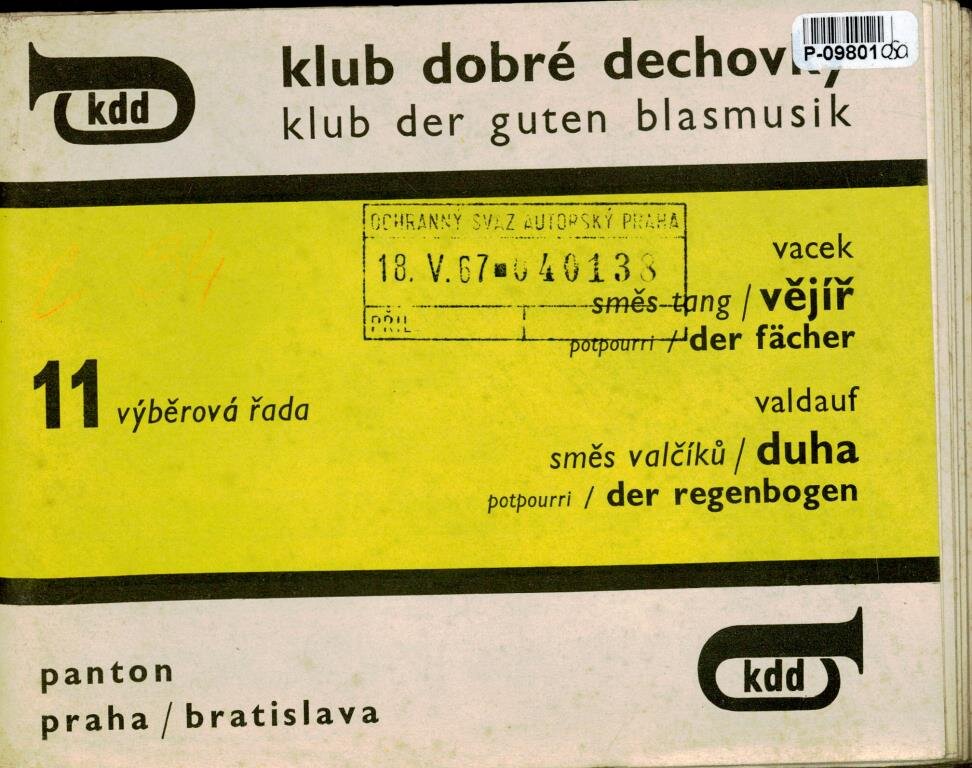 kdd
klub dobré dechovky
klub der guten blasmusik
P-09801
OCHRANNÝ SVAZ AUTORSKÝ PRAHA
18. V. 67 040138
PŘÍL.
vacek
směs tang / vějíř
potpourri / der fächer
11 výběrová řada
valdauf
směs valčíků / duha
potpourri / der regenbogen
panton
praha / bratislava
kdd